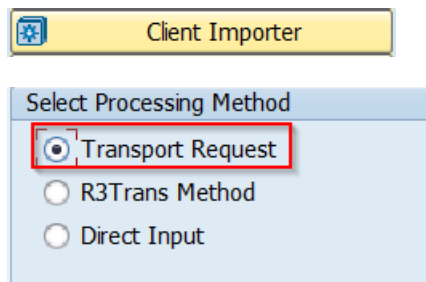 Client Importer
Select Processing Method
Transport Request
R3Trans Method
Direct Input